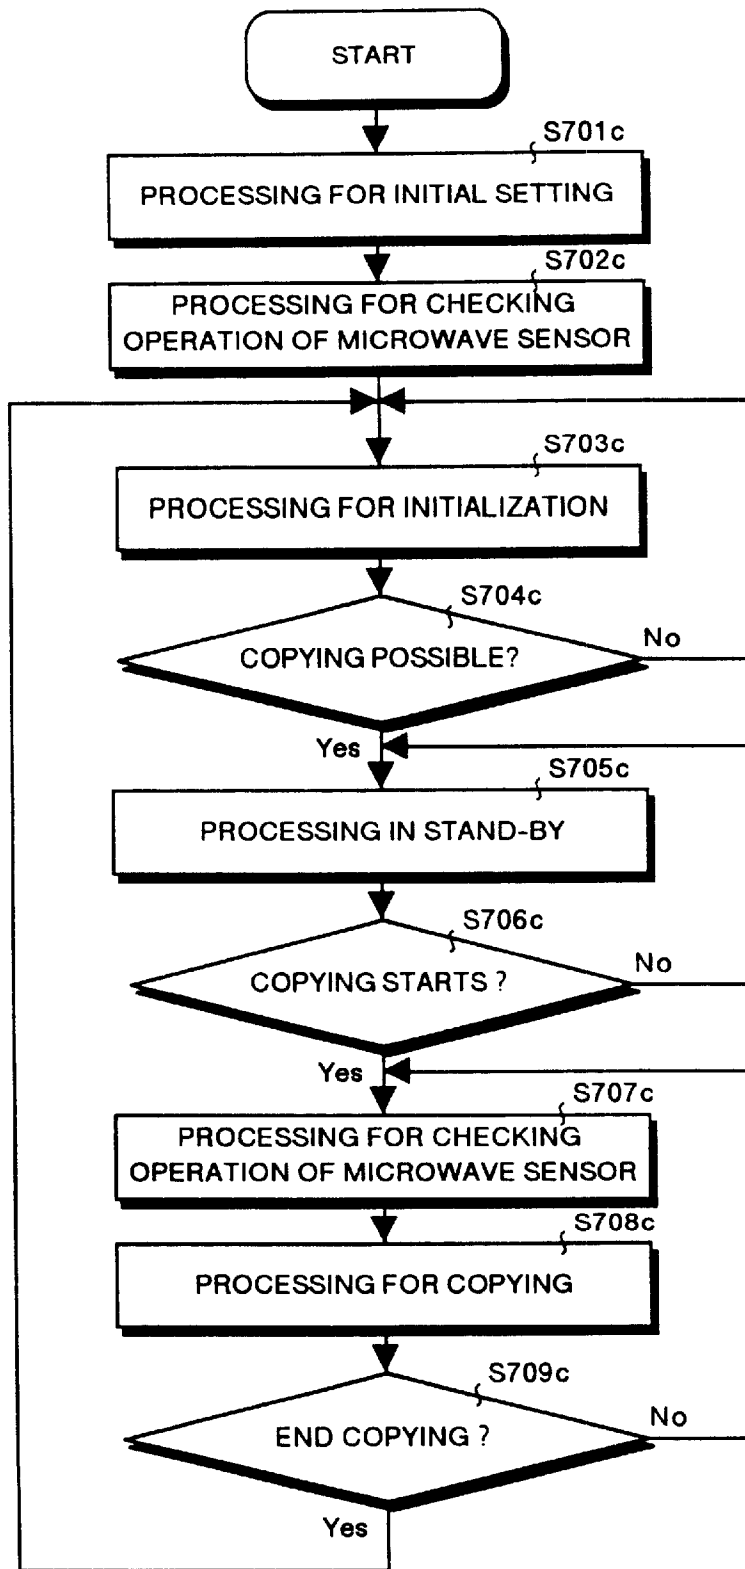 START
S701c
PROCESSING FOR INITIAL SETTING
S702c
PROCESSING FOR CHECKING
OPERATION OF MICROWAVE SENSOR
S703c
PROCESSING FOR INITIALIZATION
S704c
COPYING POSSIBLE?
No
Yes
S705c
PROCESSING IN STAND-BY
S706c
COPYING STARTS ?
No
Yes
S707c
PROCESSING FOR CHECKING
OPERATION OF MICROWAVE SENSOR
S708c
PROCESSING FOR COPYING
S709c
END COPYING ?
No
Yes